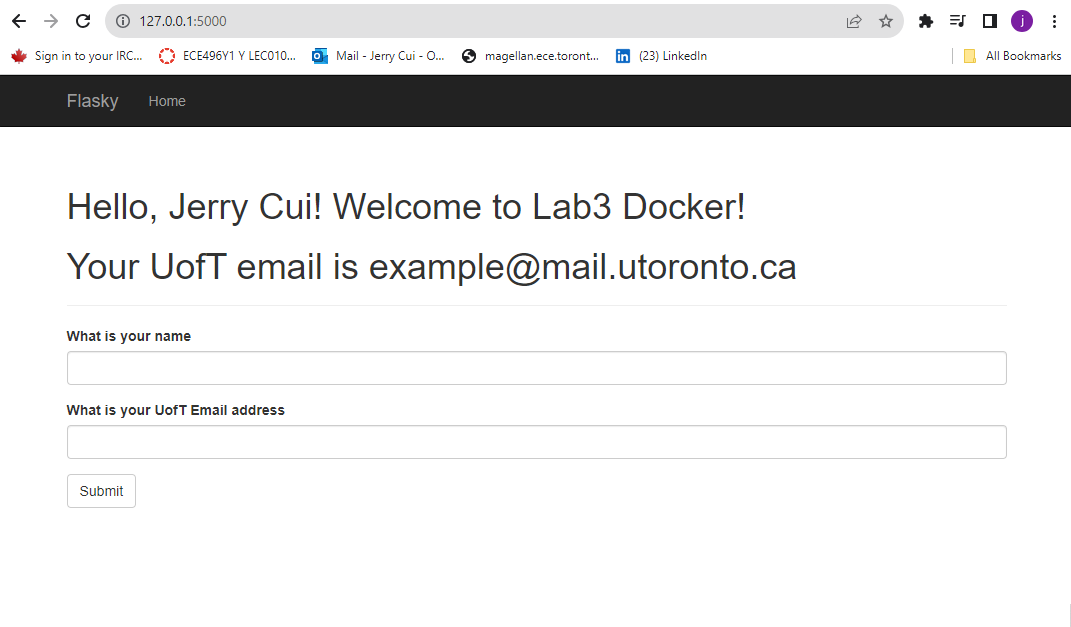 127.0.0.1:5000
j
Sign in to your IRC... ECE496Y1 Y LEC010... Mail - Jerry Cui - O... magellan.ece.toront... (23) LinkedIn All Bookmarks
Flasky Home
Hello, Jerry Cui! Welcome to Lab3 Docker!
Your UofT email is example@mail.utoronto.ca
What is your name
What is your UofT Email address
Submit